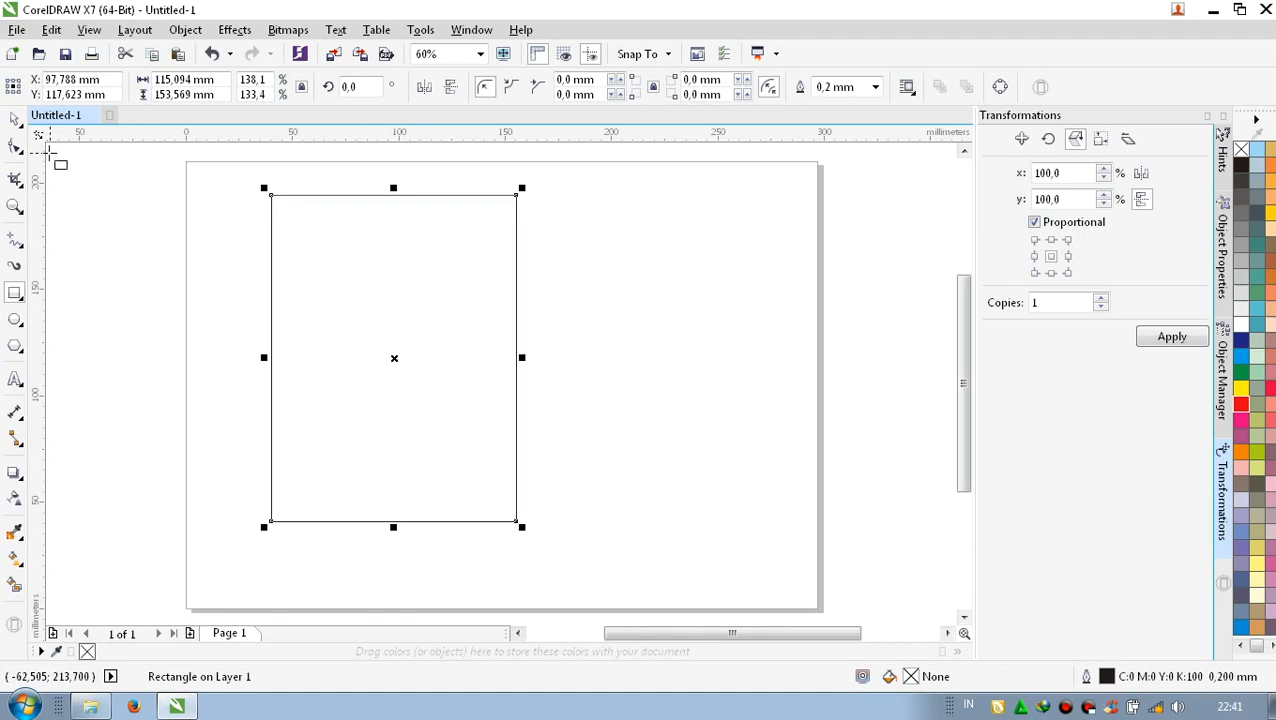 CorelDRAW X7 (64-Bit) - Untitled-1
File Edit View Layout Object Effects Bitmaps Text Table Tools Window Help
60% Snap To
X: 97,788 mm 115,094 mm 138,1 % 0,0 ° 0,0 mm 0,0 mm 0,2 mm
Y: 117,623 mm 153,569 mm 133,4 % 0,0 mm 0,0 mm
Untitled-1
Transformations
50 0 50 100 150 200 250 300 millimeters
200
150
100
50
millimeters
x: 100,0 %
y: 100,0 %
Proportional
Copies: 1
Apply
Hints
Object Properties
Object Manager
Transformations
1 of 1 Page 1
Drag colors (or objects) here to store these colors with your document
( -62,505; 213,700 ) Rectangle on Layer 1 None C:0 M:0 Y:0 K:100 0,200 mm
IN 22:41